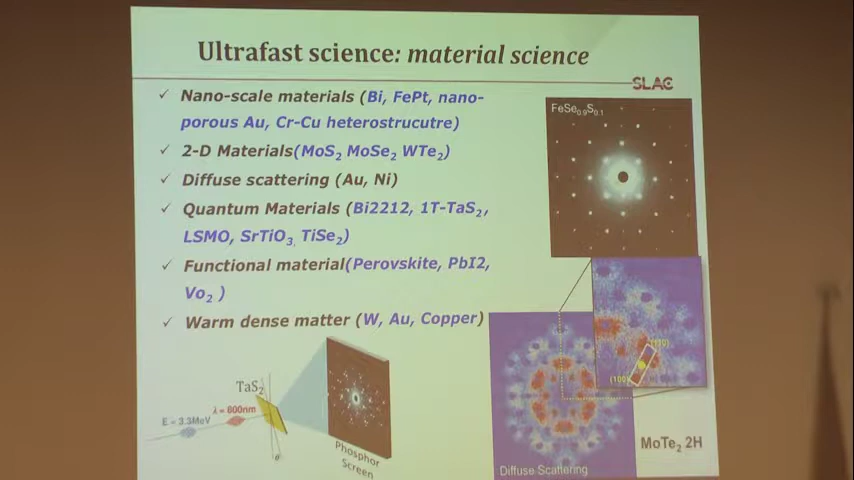 Ultrafast science: material science
SLAC
✓ Nano-scale materials (Bi, FePt, nano-
porous Au, Cr-Cu heterostrucutre)
✓ 2-D Materials(MoS₂ MoSe₂ WTe₂)
✓ Diffuse scattering (Au, Ni)
✓ Quantum Materials (Bi2212, 1T-TaS₂,
LSMO, SrTiO₃, TiSe₂)
✓ Functional material(Perovskite, PbI2,
Vo₂ )
✓ Warm dense matter (W, Au, Copper)
FeSe₀.₉S₀.₁
(110)
(100)
MoTe₂ 2H
Diffuse Scattering
TaS₂
λ = 800nm
E = 3.3MeV
θ
Phosphor
Screen